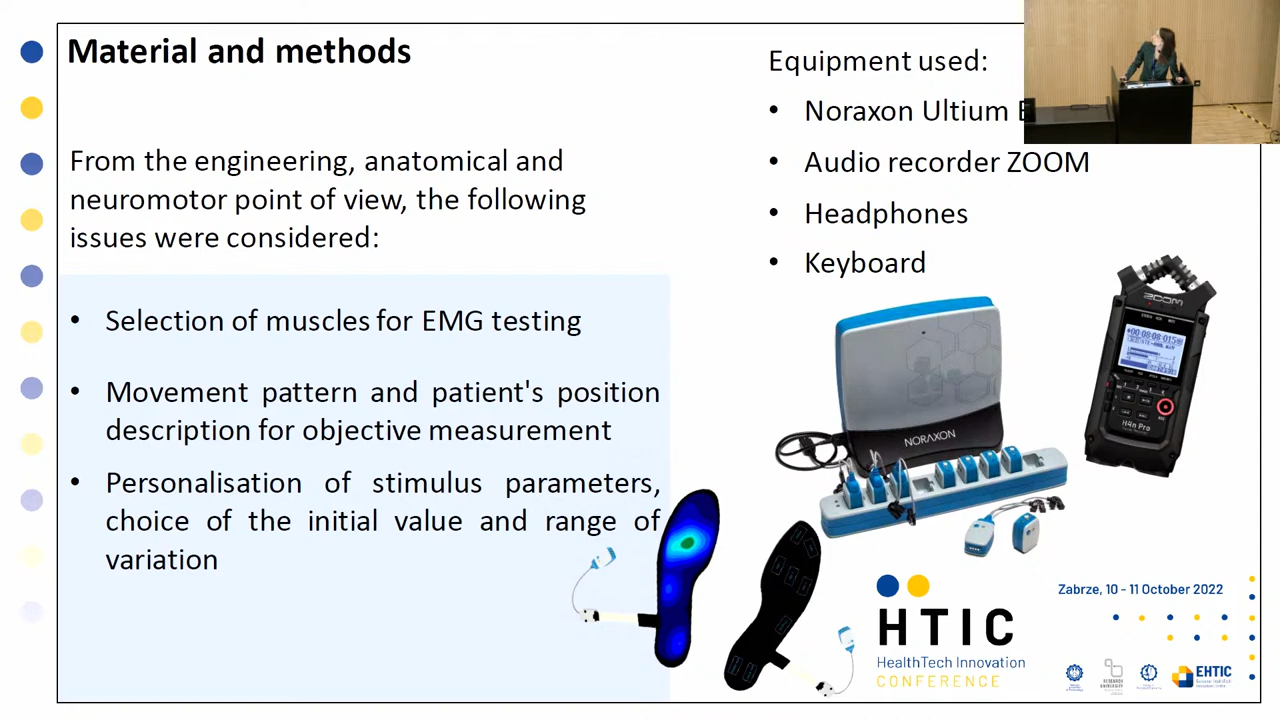 Material and methods
From the engineering, anatomical and
neuromotor point of view, the following
issues were considered:
• Selection of muscles for EMG testing
• Movement pattern and patient's position
description for objective measurement
• Personalisation of stimulus parameters,
choice of the initial value and range of
variation
Equipment used:
• Noraxon Ultium
• Audio recorder ZOOM
• Headphones
• Keyboard
ZOOM
H4n Pro
NORAXON
Zabrze, 10 - 11 October 2022
HTIC
HealthTech Innovation
CONFERENCE
EHTIC